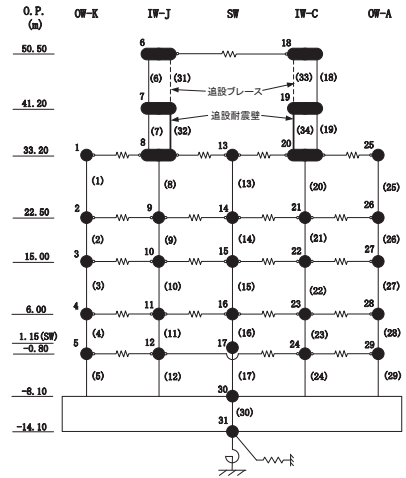 O.P.
(m)
OW-K IW-J SW IW-C OW-A
50.50 6 18
(6) (31) (33) (18)
追設ブレース
41.20 7 19
追設耐震壁
(7) (32) (34) (19)
33.20 1 8 13 20 25
(1) (8) (13) (20) (25)
22.50 2 9 14 21 26
(2) (9) (14) (21) (26)
15.00 3 10 15 22 27
(3) (10) (15) (22) (27)
6.00 4 11 16 23 28
(4) (11) (16) (23) (28)
1.15(SW) 17
-0.80 5 12 24 29
(5) (12) (17) (24) (29)
-8.10 30
(30)
-14.10 31